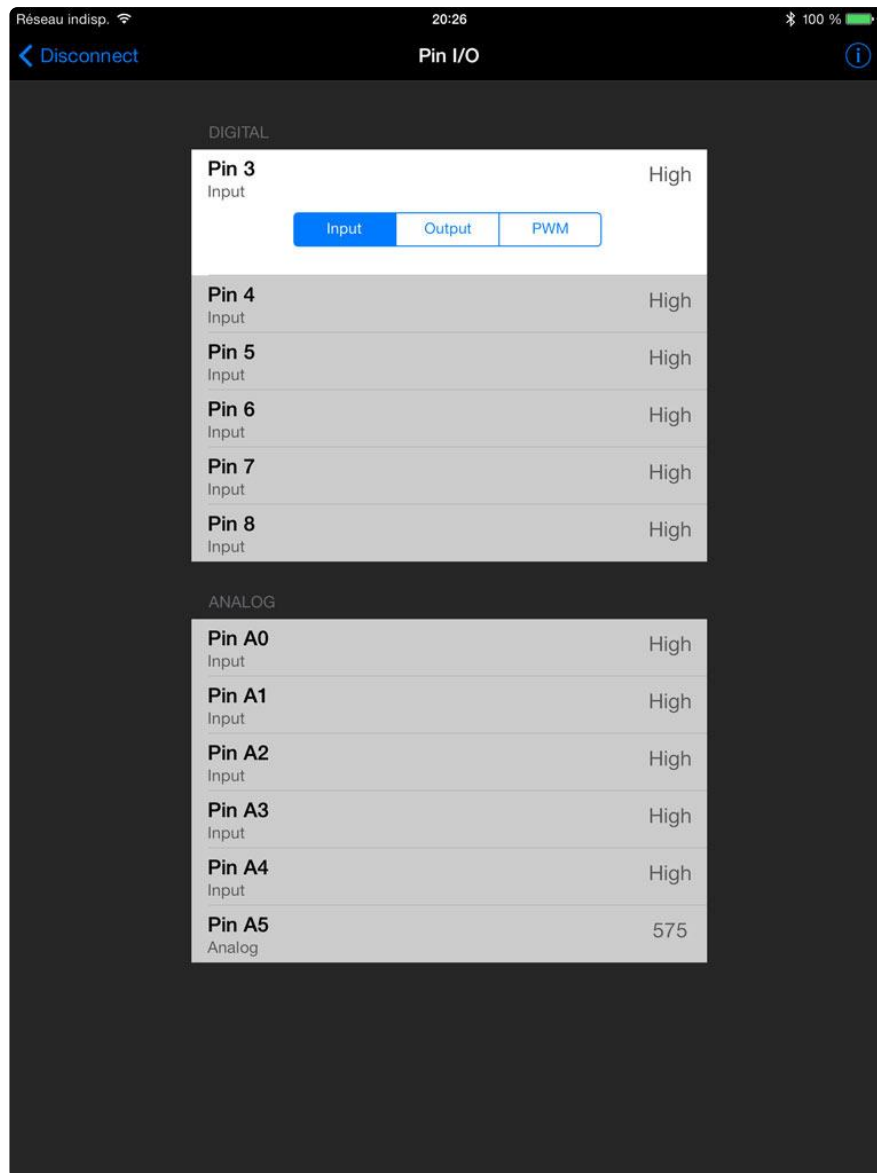 Réseau indisp. 20:26 100 %
Disconnect Pin I/O i
DIGITAL
Pin 3 High
Input
Input Output PWM
Pin 4 High
Input
Pin 5 High
Input
Pin 6 High
Input
Pin 7 High
Input
Pin 8 High
Input
ANALOG
Pin A0 High
Input
Pin A1 High
Input
Pin A2 High
Input
Pin A3 High
Input
Pin A4 High
Input
Pin A5 575
Analog